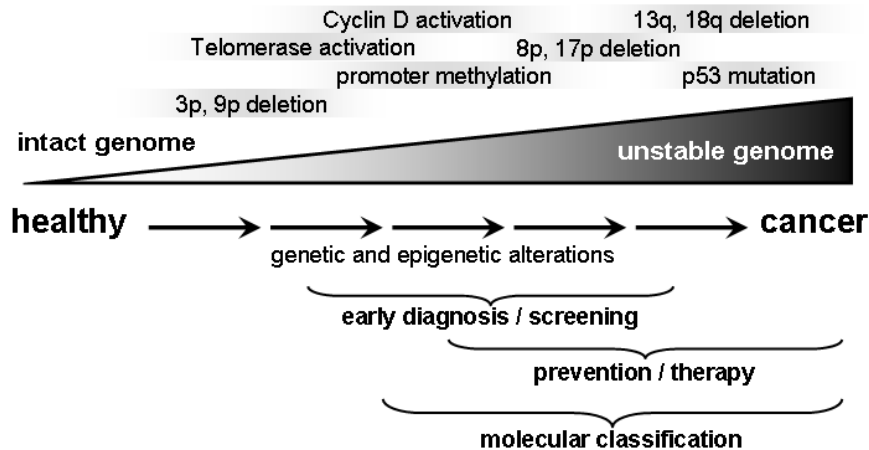 Cyclin D activation 13q, 18q deletion
Telomerase activation 8p, 17p deletion
promoter methylation p53 mutation
3p, 9p deletion
intact genome unstable genome
healthy cancer
genetic and epigenetic alterations
early diagnosis / screening
prevention / therapy
molecular classification